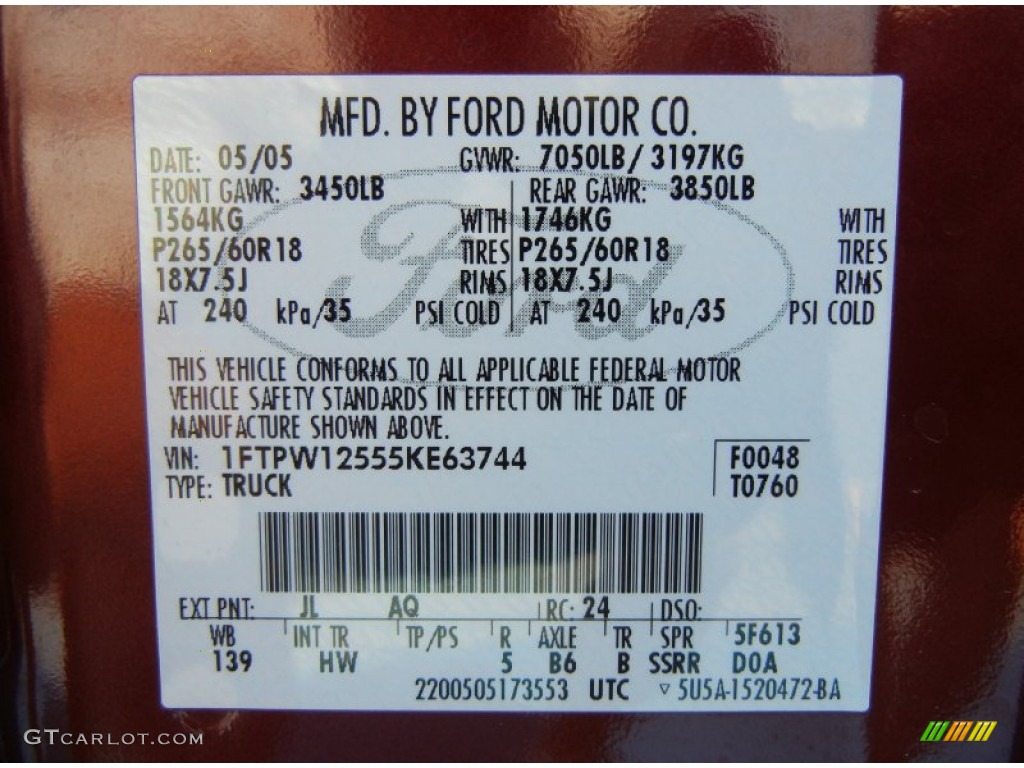 MFD. BY FORD MOTOR CO.
DATE: 05/05 GVWR: 7050LB/ 3197KG
FRONT GAWR: 3450LB REAR GAWR: 3850LB
1564KG WITH 1746KG WITH
P265/60R18 TIRES P265/60R18 TIRES
18X7.5J RIMS 18X7.5J RIMS
AT 240 kPa/35 PSI COLD AT 240 kPa/35 PSI COLD
Ford
THIS VEHICLE CONFORMS TO ALL APPLICABLE FEDERAL MOTOR
VEHICLE SAFETY STANDARDS IN EFFECT ON THE DATE OF
MANUFACTURE SHOWN ABOVE.
VIN: 1FTPW12555KE63744 F0048
TYPE: TRUCK T0760
EXT PNT: JL AQ RC: 24 DSO:
WB INT TR TP/PS R AXLE TR SPR 5F613
139 HW 5 B6 B SSRR DOA
2200505173553 UTC ▿ 5U5A-1520472-BA
GTCARLOT.COM